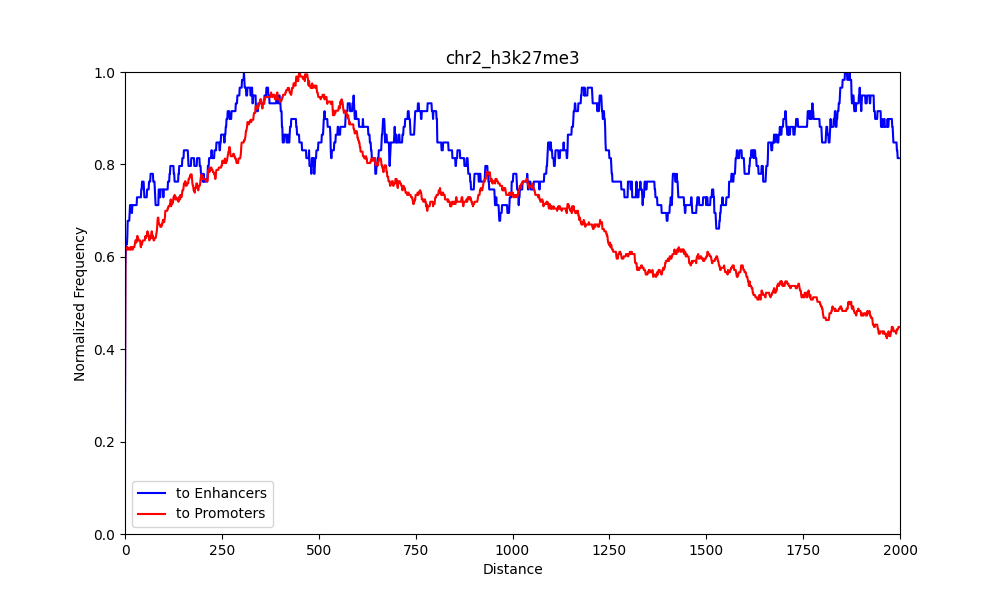 chr2_h3k27me3
Normalized Frequency
1.0
0.8
0.6
0.4
0.2
0.0
to Enhancers
to Promoters
0 250 500 750 1000 1250 1500 1750 2000
Distance